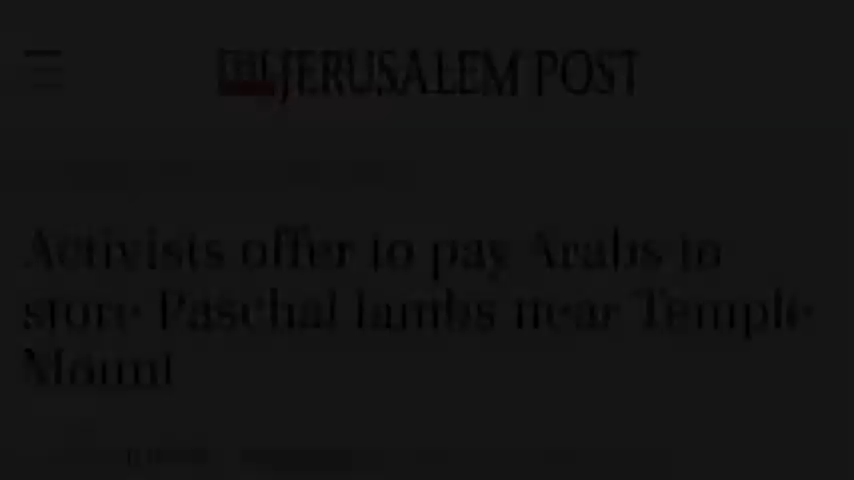 THE JERUSALEM POST
Activists offer to pay Arabs to
store Paschal lambs near Temple
Mount